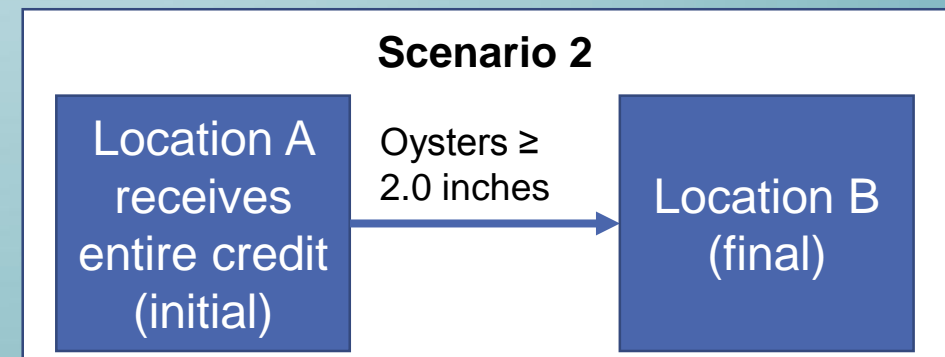 Scenario 2
Location A
receives
entire credit
(initial)
Oysters ≥
2.0 inches
Location B
(final)